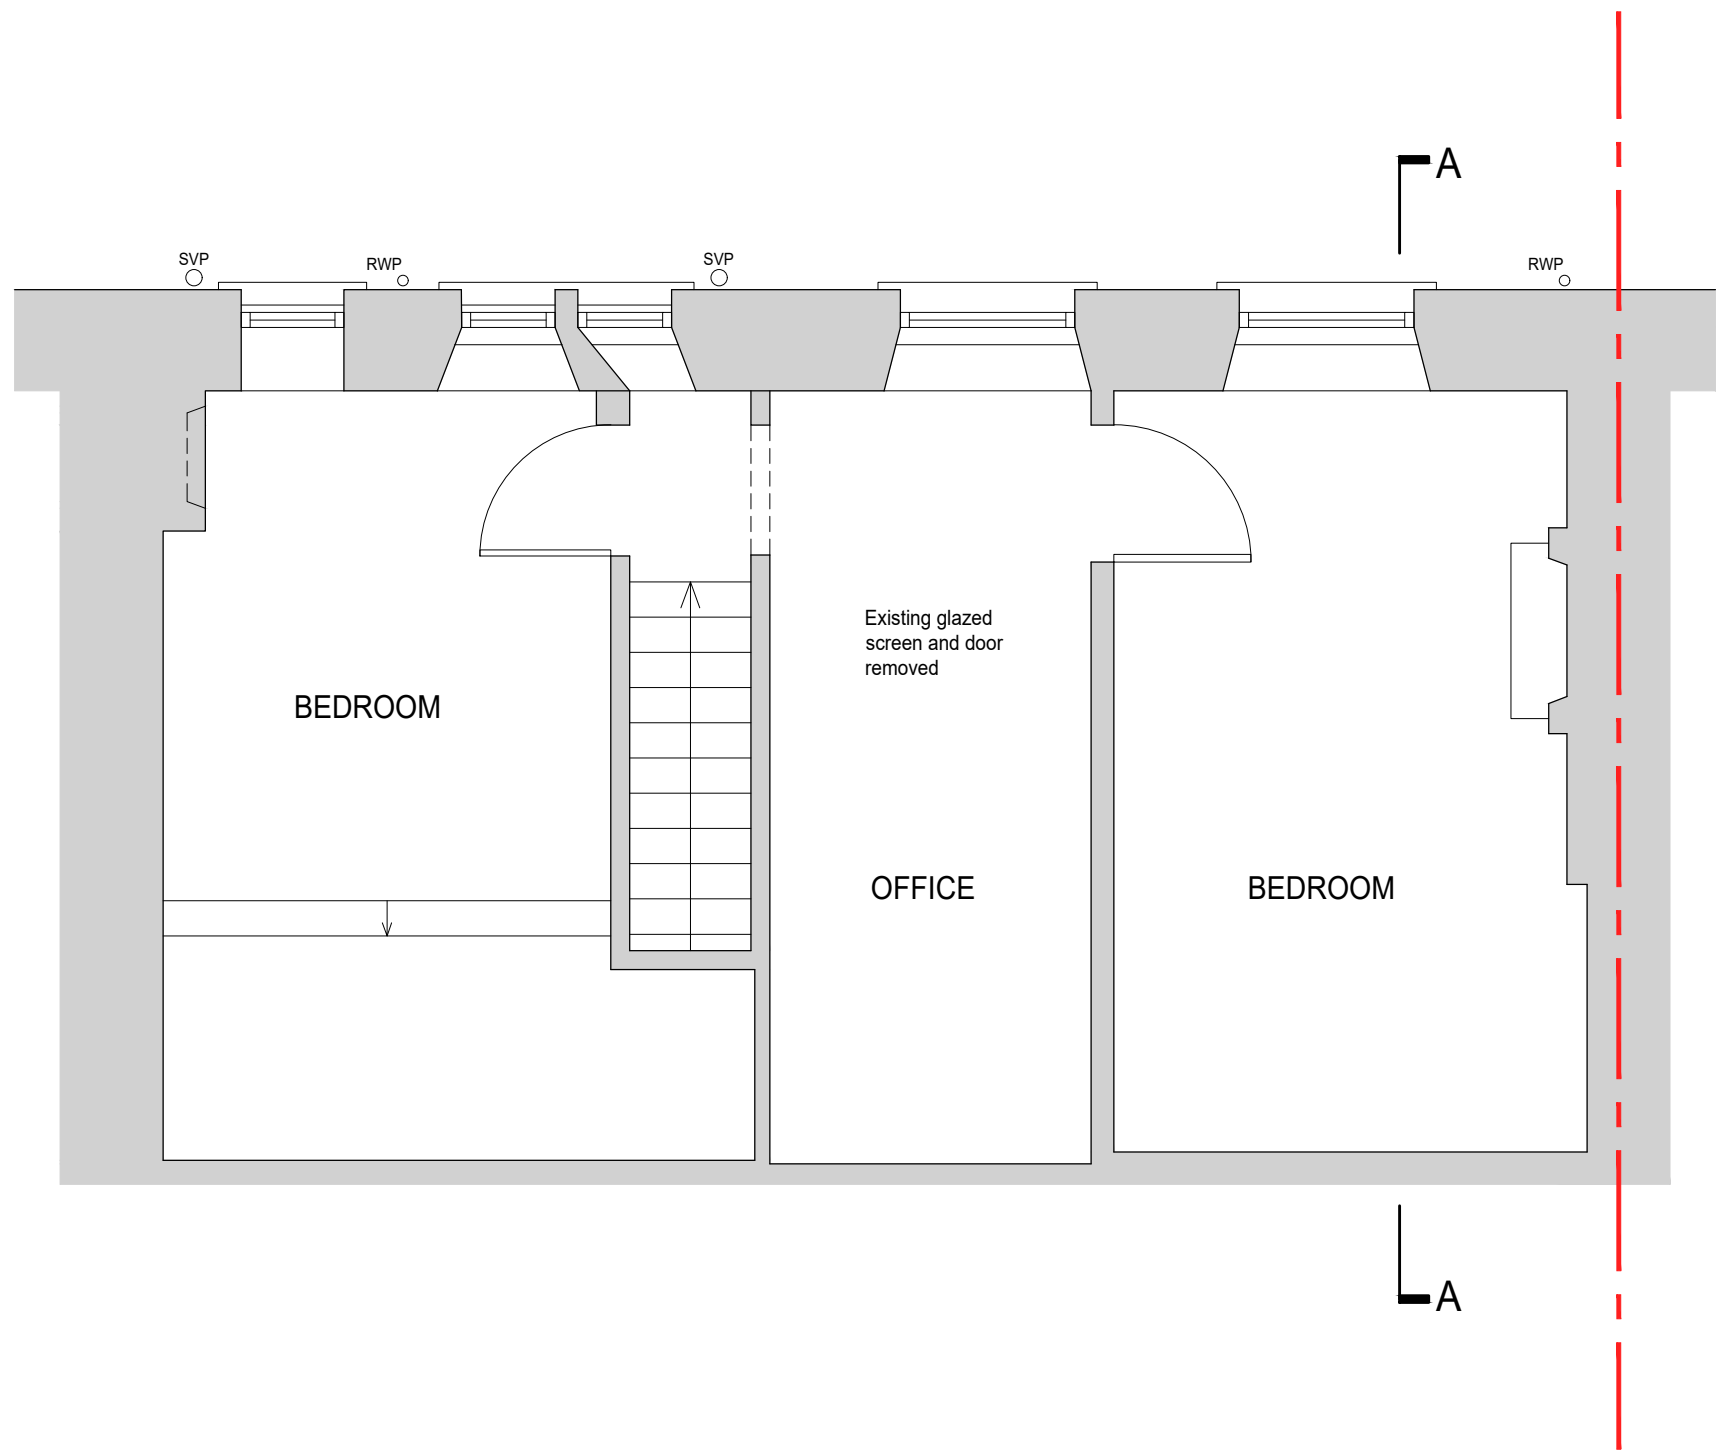 A
SVP
RWP
SVP
RWP
Existing glazed
screen and door
removed
BEDROOM
OFFICE
BEDROOM
A